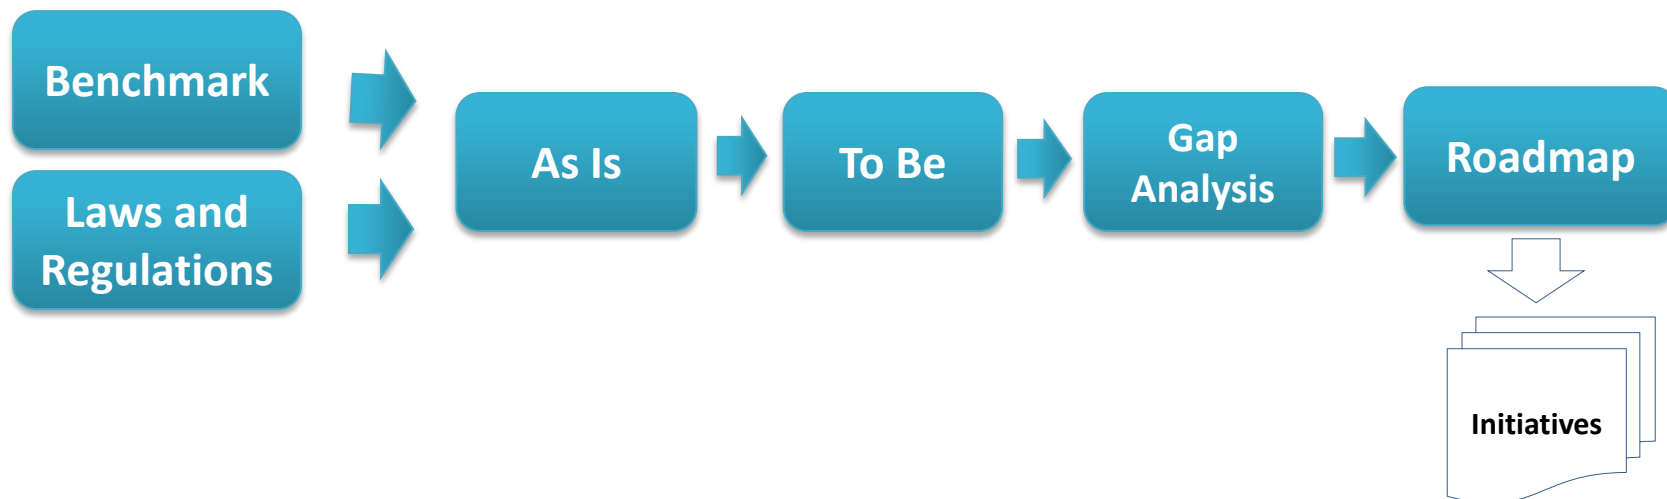 Benchmark
Laws and
Regulations
As Is
To Be
Gap
Analysis
Roadmap
Initiatives